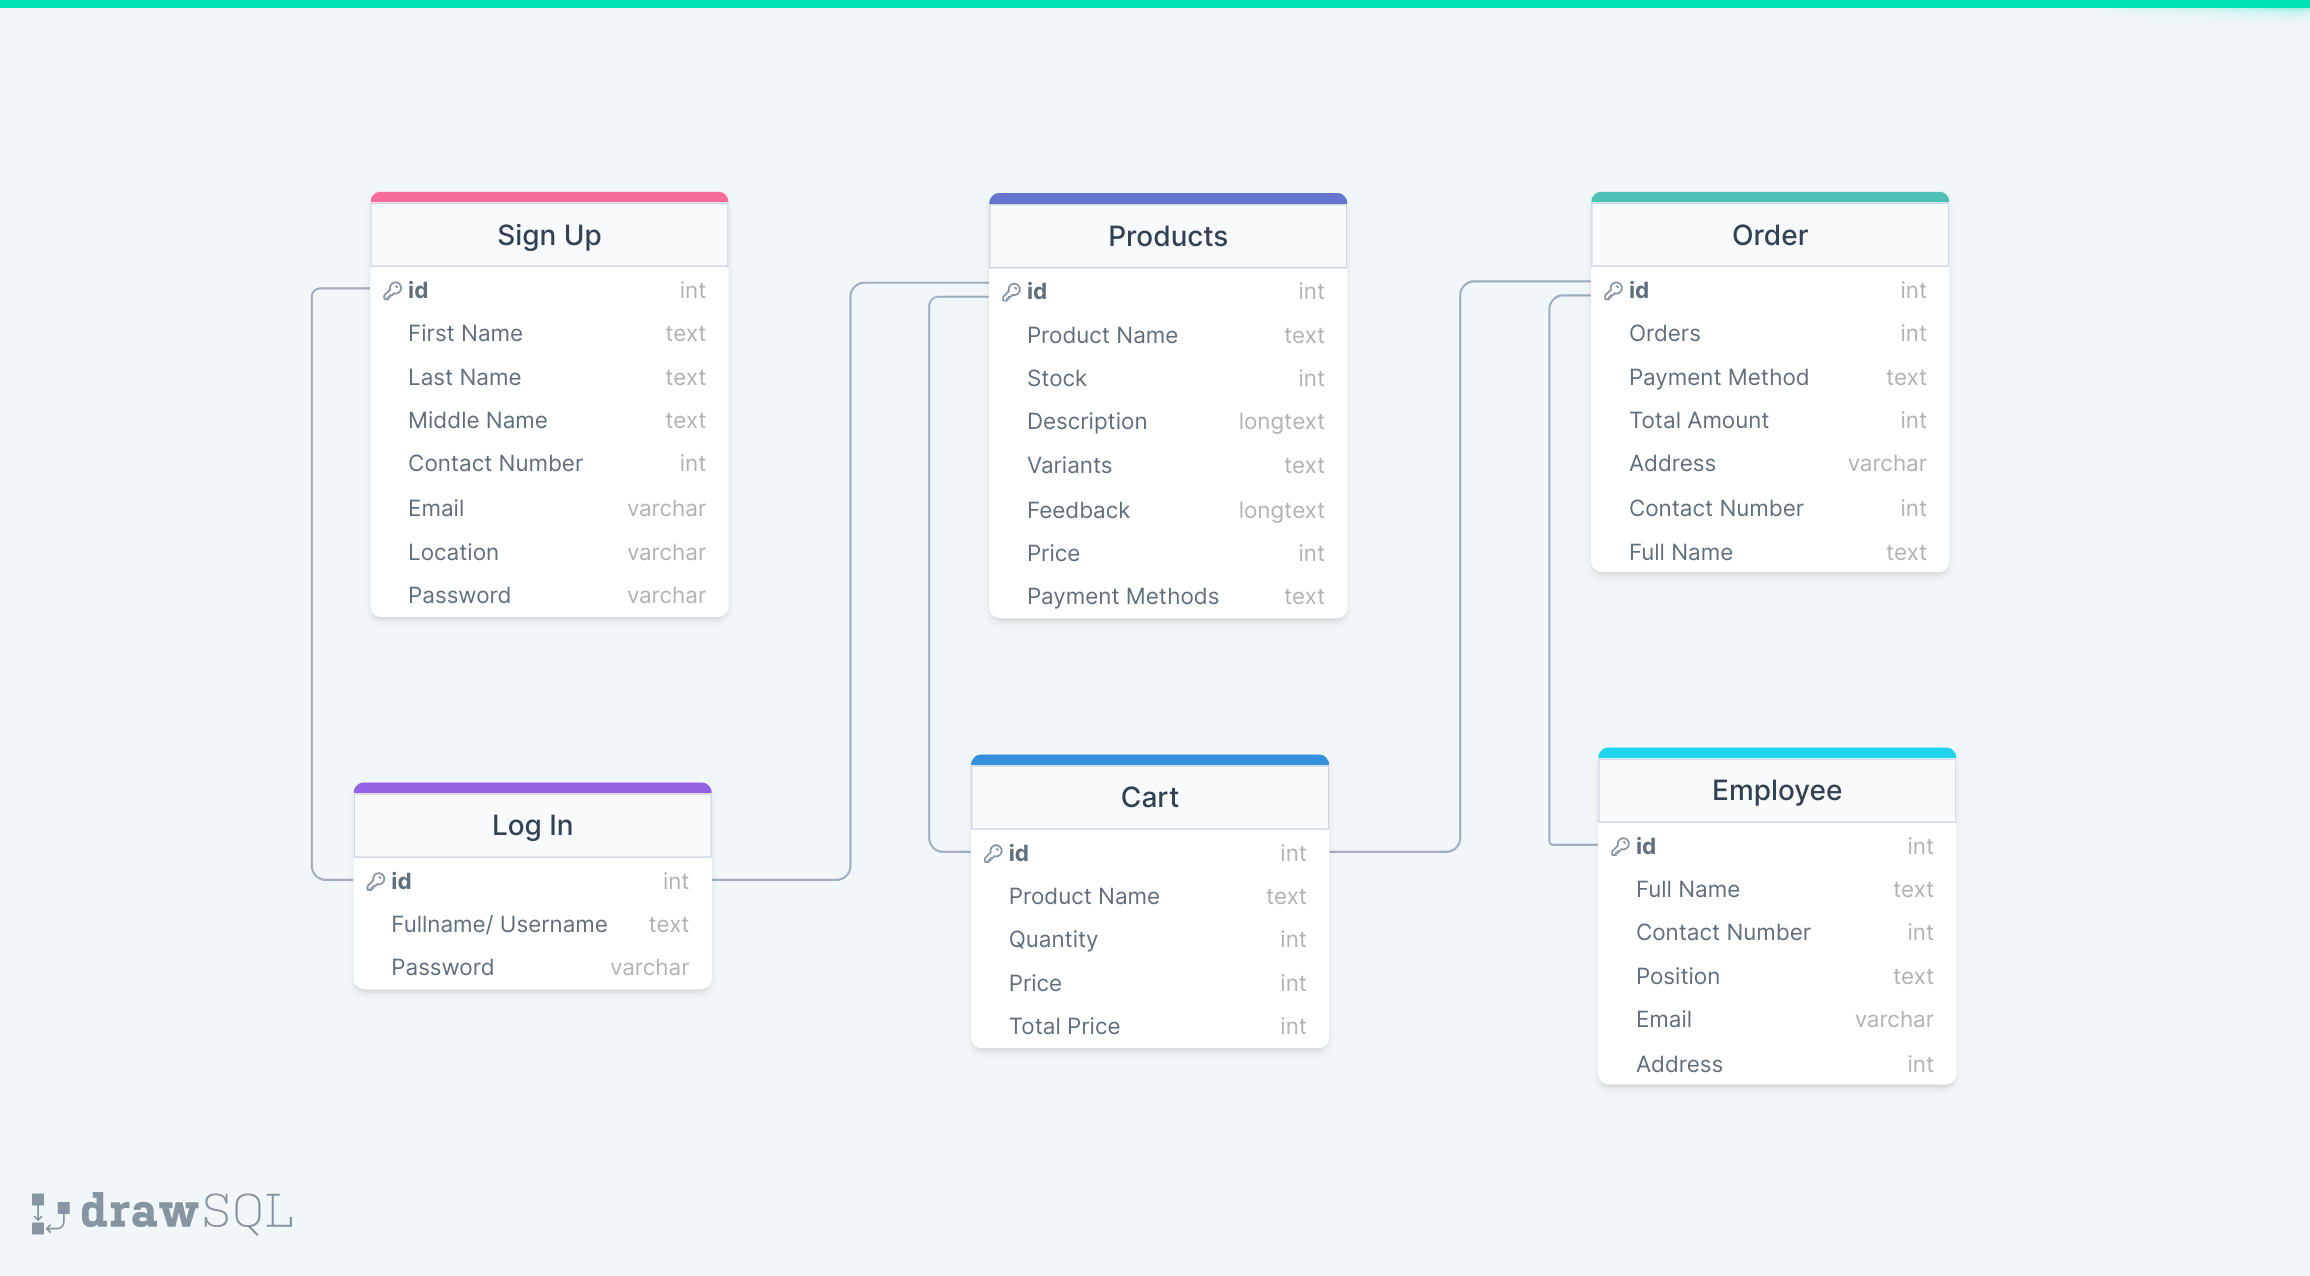 Sign Up
id int
First Name text
Last Name text
Middle Name text
Contact Number int
Email varchar
Location varchar
Password varchar
Products
id int
Product Name text
Stock int
Description longtext
Variants text
Feedback longtext
Price int
Payment Methods text
Order
id int
Orders int
Payment Method text
Total Amount int
Address varchar
Contact Number int
Full Name text
Log In
id int
Fullname/ Username text
Password varchar
Cart
id int
Product Name text
Quantity int
Price int
Total Price int
Employee
id int
Full Name text
Contact Number int
Position text
Email varchar
Address int
drawSQL